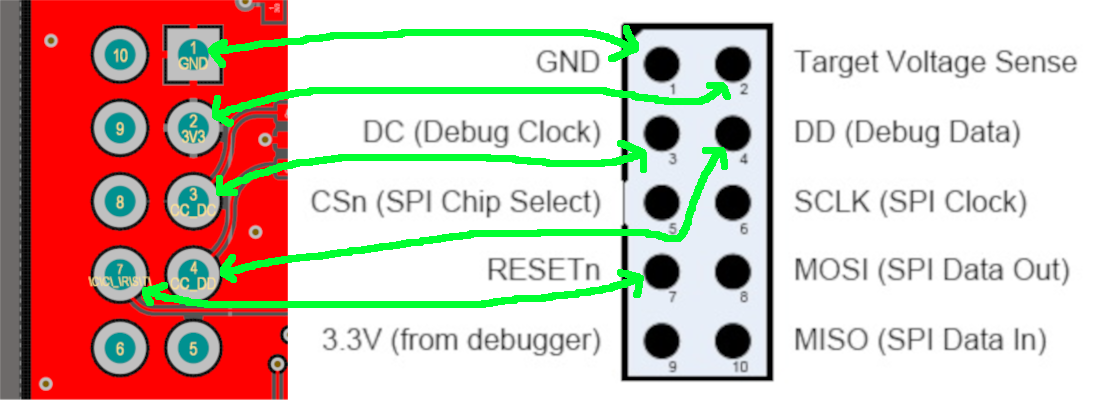 10 1 GND
9 2 3V3
8 3 CC_DC
7 4 CC_DD
6 5
GND 1 2 Target Voltage Sense
DC (Debug Clock) 3 4 DD (Debug Data)
CSn (SPI Chip Select) 5 6 SCLK (SPI Clock)
RESETn 7 8 MOSI (SPI Data Out)
3.3V (from debugger) 9 10 MISO (SPI Data In)